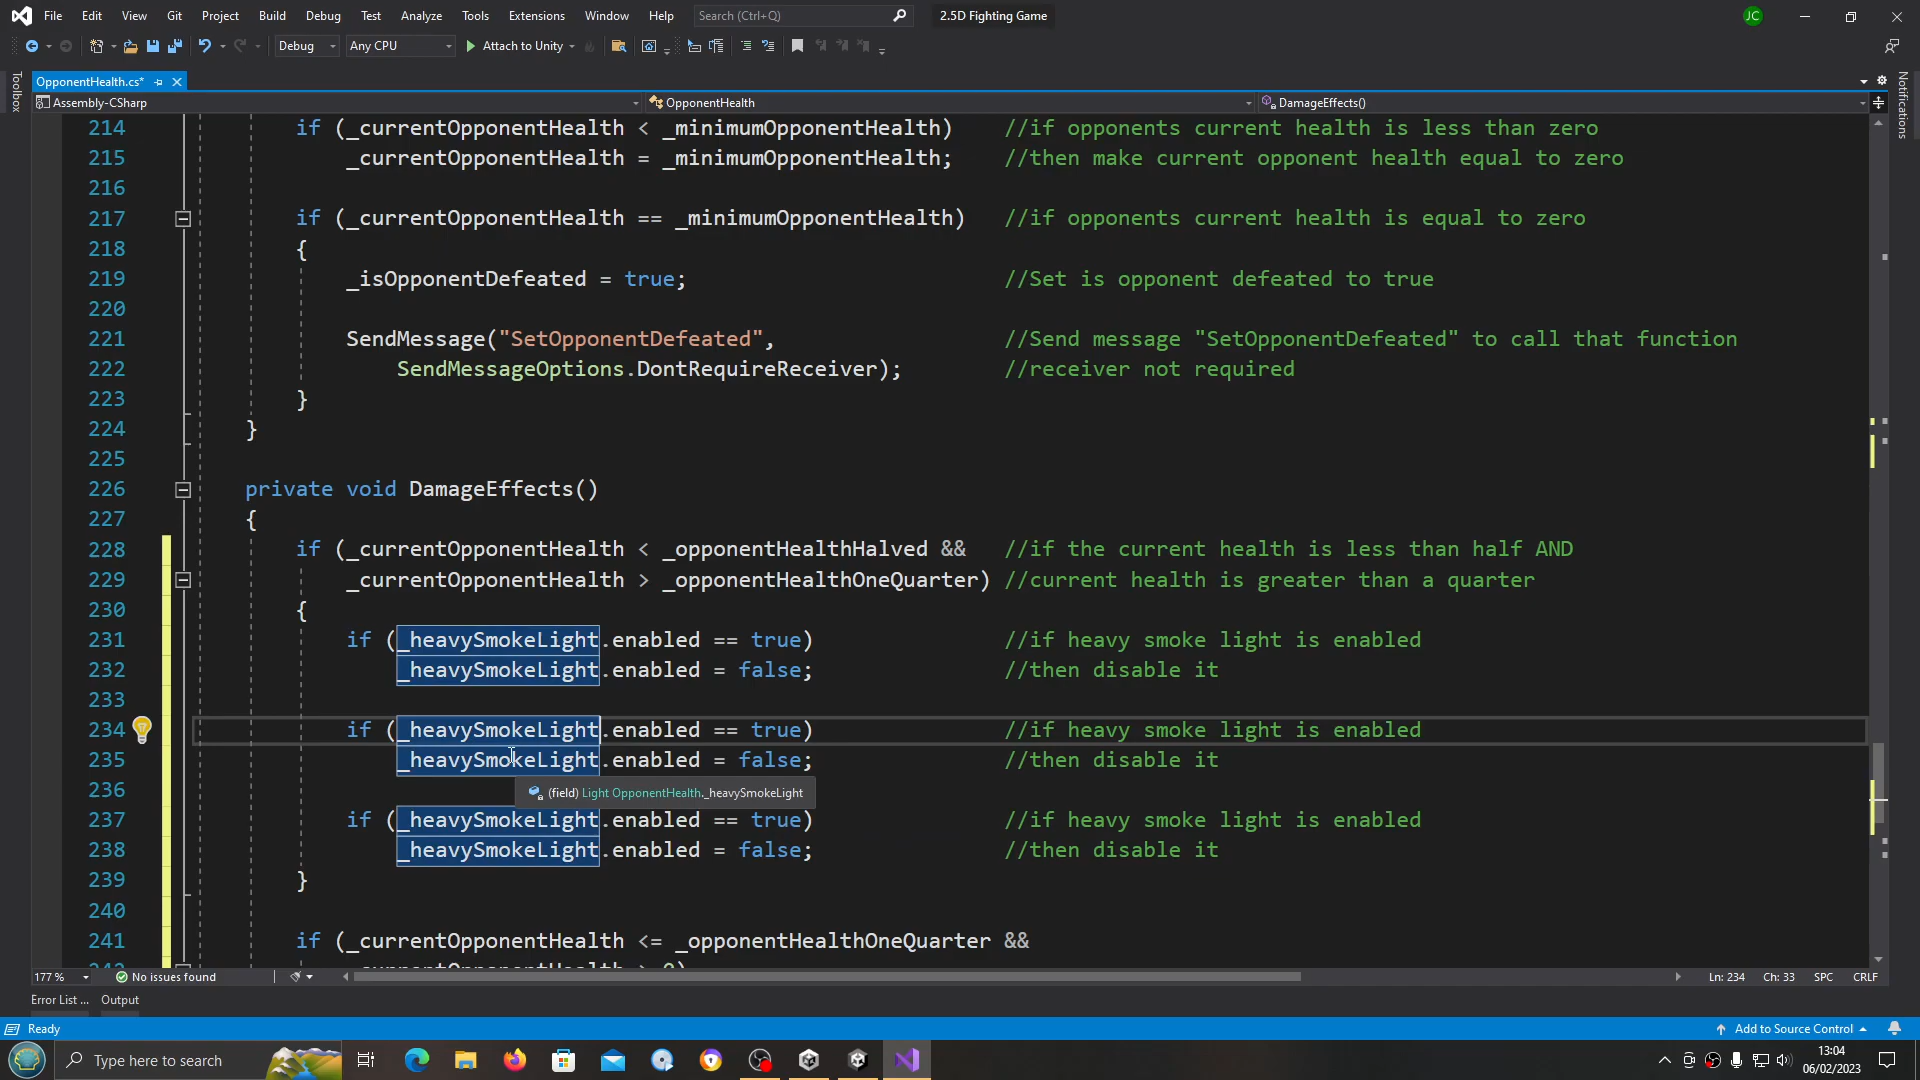 File Edit View Git Project Build Debug Test Analyze Tools Extensions Window Help Search (Ctrl+Q) 2.5D Fighting Game JC
Debug Any CPU Attach to Unity
Toolbox
OpponentHealth.cs*
Notifications
Assembly-CSharp OpponentHealth DamageEffects()
214 if (_currentOpponentHealth < _minimumOpponentHealth) //if opponents current health is less than zero
215 _currentOpponentHealth = _minimumOpponentHealth; //then make current opponent health equal to zero
216
217 if (_currentOpponentHealth == _minimumOpponentHealth) //if opponents current health is equal to zero
218 {
219 _isOpponentDefeated = true; //Set is opponent defeated to true
220
221 SendMessage("SetOpponentDefeated", //Send message "SetOpponentDefeated" to call that function
222 SendMessageOptions.DontRequireReceiver); //receiver not required
223 }
224 }
225
226 private void DamageEffects()
227 {
228 if (_currentOpponentHealth < _opponentHealthHalved && //if the current health is less than half AND
229 _currentOpponentHealth > _opponentHealthOneQuarter) //current health is greater than a quarter
230 {
231 if (_heavySmokeLight.enabled == true) //if heavy smoke light is enabled
232 _heavySmokeLight.enabled = false; //then disable it
233
234 if (_heavySmokeLight.enabled == true) //if heavy smoke light is enabled
235 _heavySmokeLight.enabled = false; //then disable it
236
(field) Light OpponentHealth._heavySmokeLight
237 if (_heavySmokeLight.enabled == true) //if heavy smoke light is enabled
238 _heavySmokeLight.enabled = false; //then disable it
239 }
240
241 if (_currentOpponentHealth <= _opponentHealthOneQuarter &&
177 % No issues found Ln: 234 Ch: 33 SPC CRLF
Error List ... Output
Ready Add to Source Control
Type here to search 13:04
06/02/2023